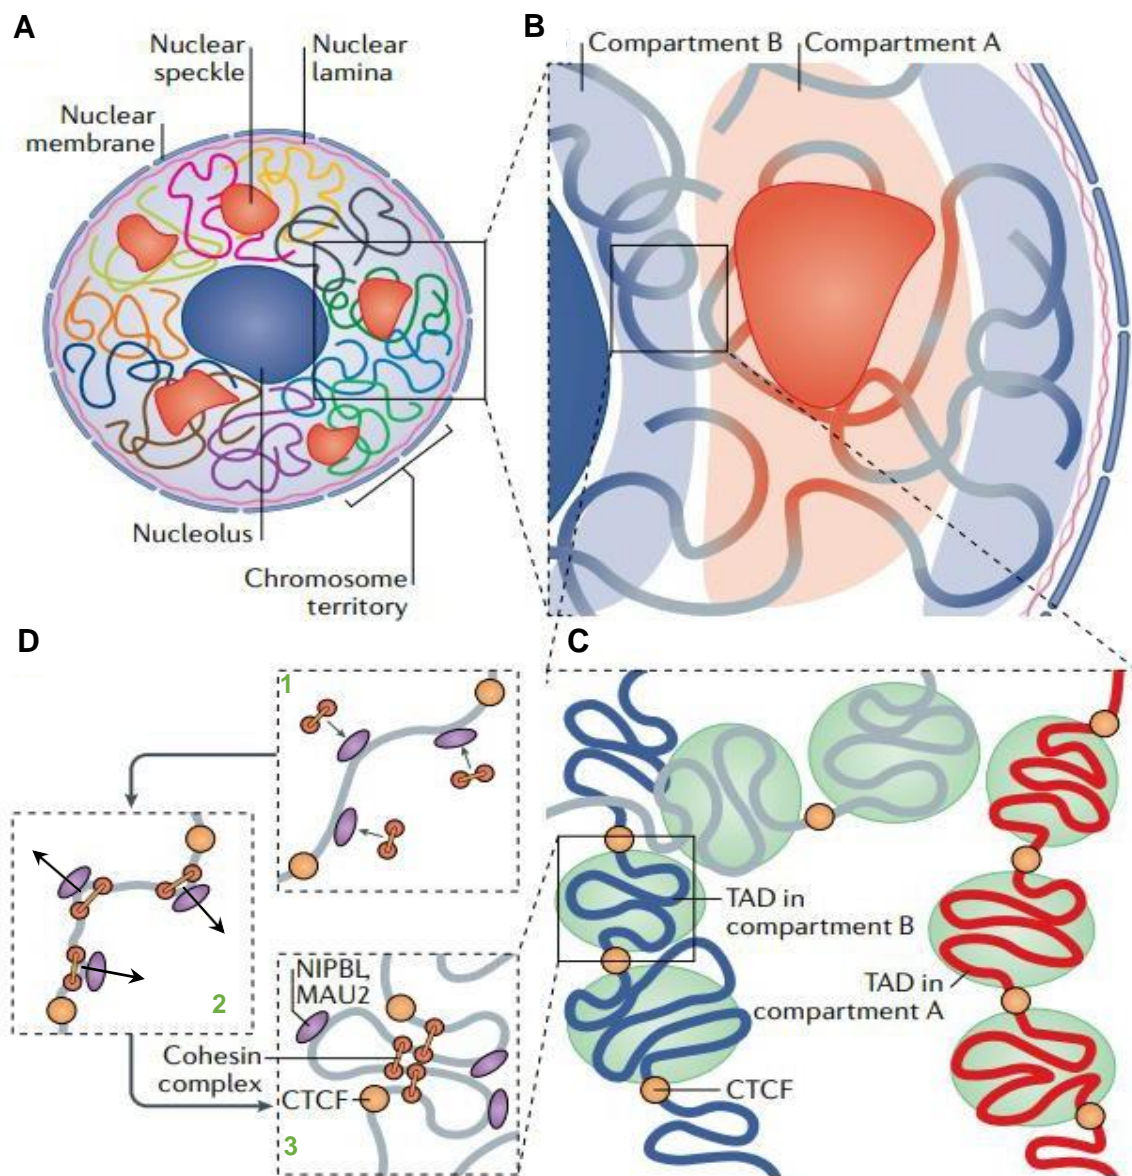 A
Nuclear
speckle
Nuclear
lamina
Nuclear
membrane
Nucleolus
Chromosome
territory
B
Compartment B
Compartment A
D
1
2
NIPBL,
MAU2
Cohesin
complex
CTCF
3
C
TAD in
compartment B
TAD in
compartment A
CTCF